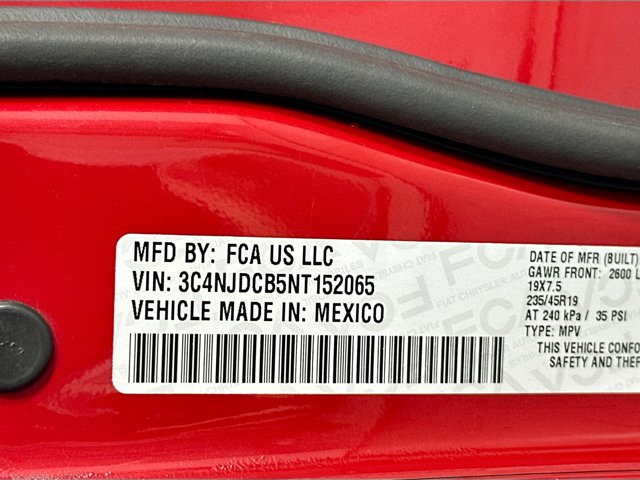 MFD BY: FCA US LLC
VIN: 3C4NJDCB5NT152065
VEHICLE MADE IN: MEXICO
DATE OF MFR (BUILT)
GAWR FRONT: 2600 L
19X7.5
235/45R19
AT 240 kPa / 35 PSI
TYPE: MPV
THIS VEHICLE CONFO
SAFETY AND THEF